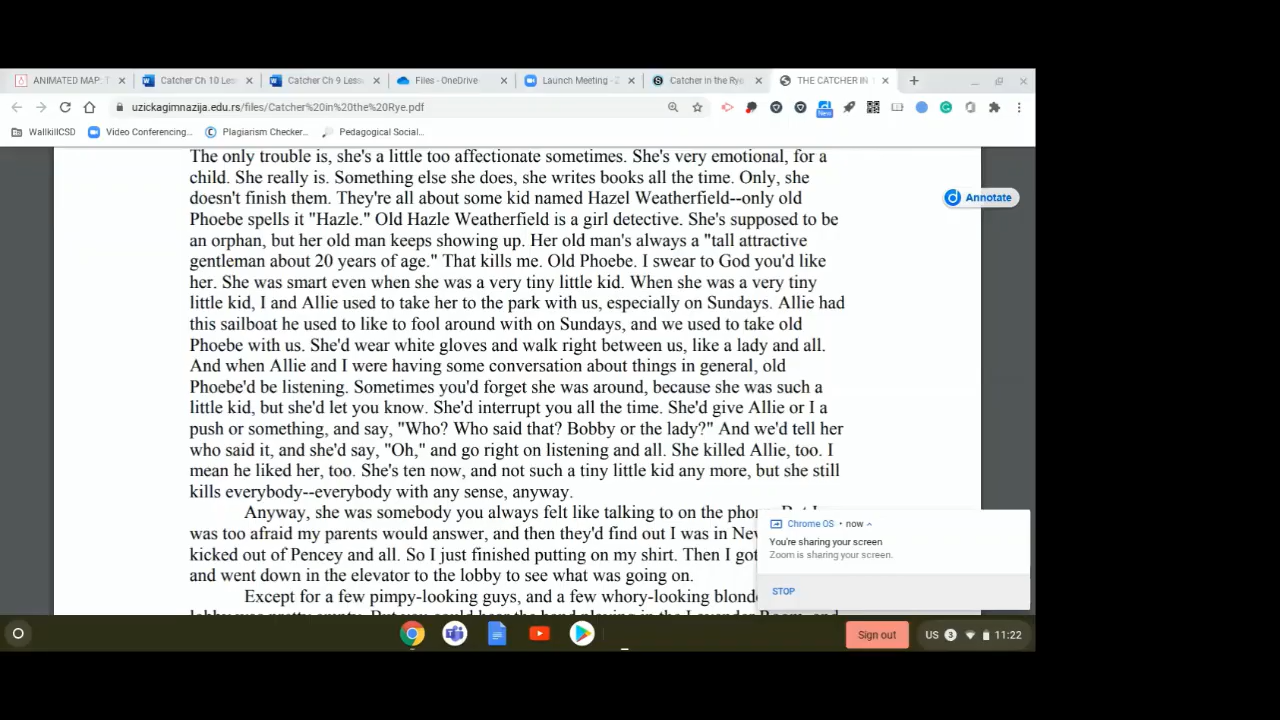 ANIMATED MAP:
Catcher Ch 10 Les
Catcher Ch 9 Less
Files - OneDrive
Launch Meeting - Z
Catcher in the Rye
THE CATCHER IN
uzickagimnazija.edu.rs/files/Catcher%20in%20the%20Rye.pdf
New
WallkillCSD
Video Conferencing...
Plagiarism Checker...
Pedagogical Social...
The only trouble is, she's a little too affectionate sometimes. She's very emotional, for a
child. She really is. Something else she does, she writes books all the time. Only, she
doesn't finish them. They're all about some kid named Hazel Weatherfield--only old
Phoebe spells it "Hazle." Old Hazle Weatherfield is a girl detective. She's supposed to be
an orphan, but her old man keeps showing up. Her old man's always a "tall attractive
gentleman about 20 years of age." That kills me. Old Phoebe. I swear to God you'd like
her. She was smart even when she was a very tiny little kid. When she was a very tiny
little kid, I and Allie used to take her to the park with us, especially on Sundays. Allie had
this sailboat he used to like to fool around with on Sundays, and we used to take old
Phoebe with us. She'd wear white gloves and walk right between us, like a lady and all.
And when Allie and I were having some conversation about things in general, old
Phoebe'd be listening. Sometimes you'd forget she was around, because she was such a
little kid, but she'd let you know. She'd interrupt you all the time. She'd give Allie or I a
push or something, and say, "Who? Who said that? Bobby or the lady?" And we'd tell her
who said it, and she'd say, "Oh," and go right on listening and all. She killed Allie, too. I
mean he liked her, too. She's ten now, and not such a tiny little kid any more, but she still
kills everybody--everybody with any sense, anyway.
Anyway, she was somebody you always felt like talking to on the phon
was too afraid my parents would answer, and then they'd find out I was in New
kicked out of Pencey and all. So I just finished putting on my shirt. Then I got
and went down in the elevator to the lobby to see what was going on.
Except for a few pimpy-looking guys, and a few whory-looking blond
Annotate
Chrome OS • now
You're sharing your screen
Zoom is sharing your screen.
STOP
Sign out
US 3 11:22